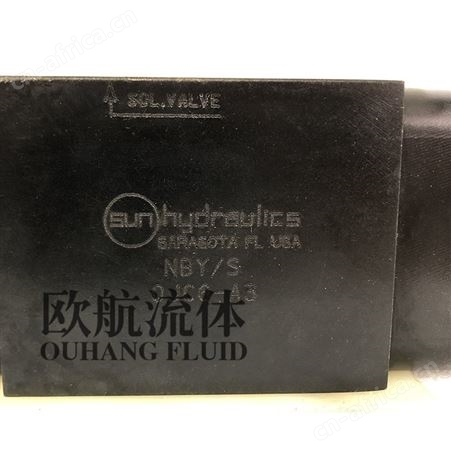 SOL.VALVE
sun hydraulics
SARASOTA FL USA
NBY/S
欧航流体
OUHANG FLUID